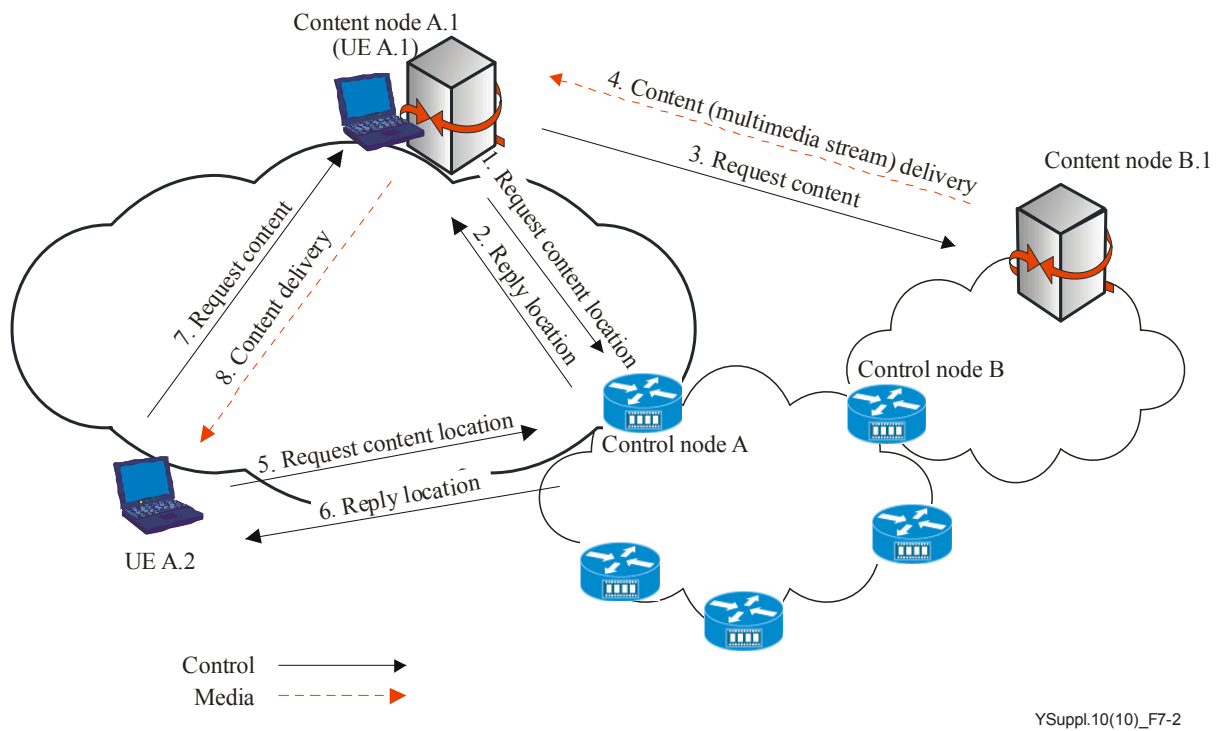 Content node A.1
(UE A.1)
4. Content (multimedia stream) delivery
3. Request content
Content node B.1
1. Request content location
2. Reply location
7. Request content
8. Content delivery
Control node B
5. Request content location
Control node A
6. Reply location
UE A.2
Control
Media
YSuppl.10(10)_F7-2